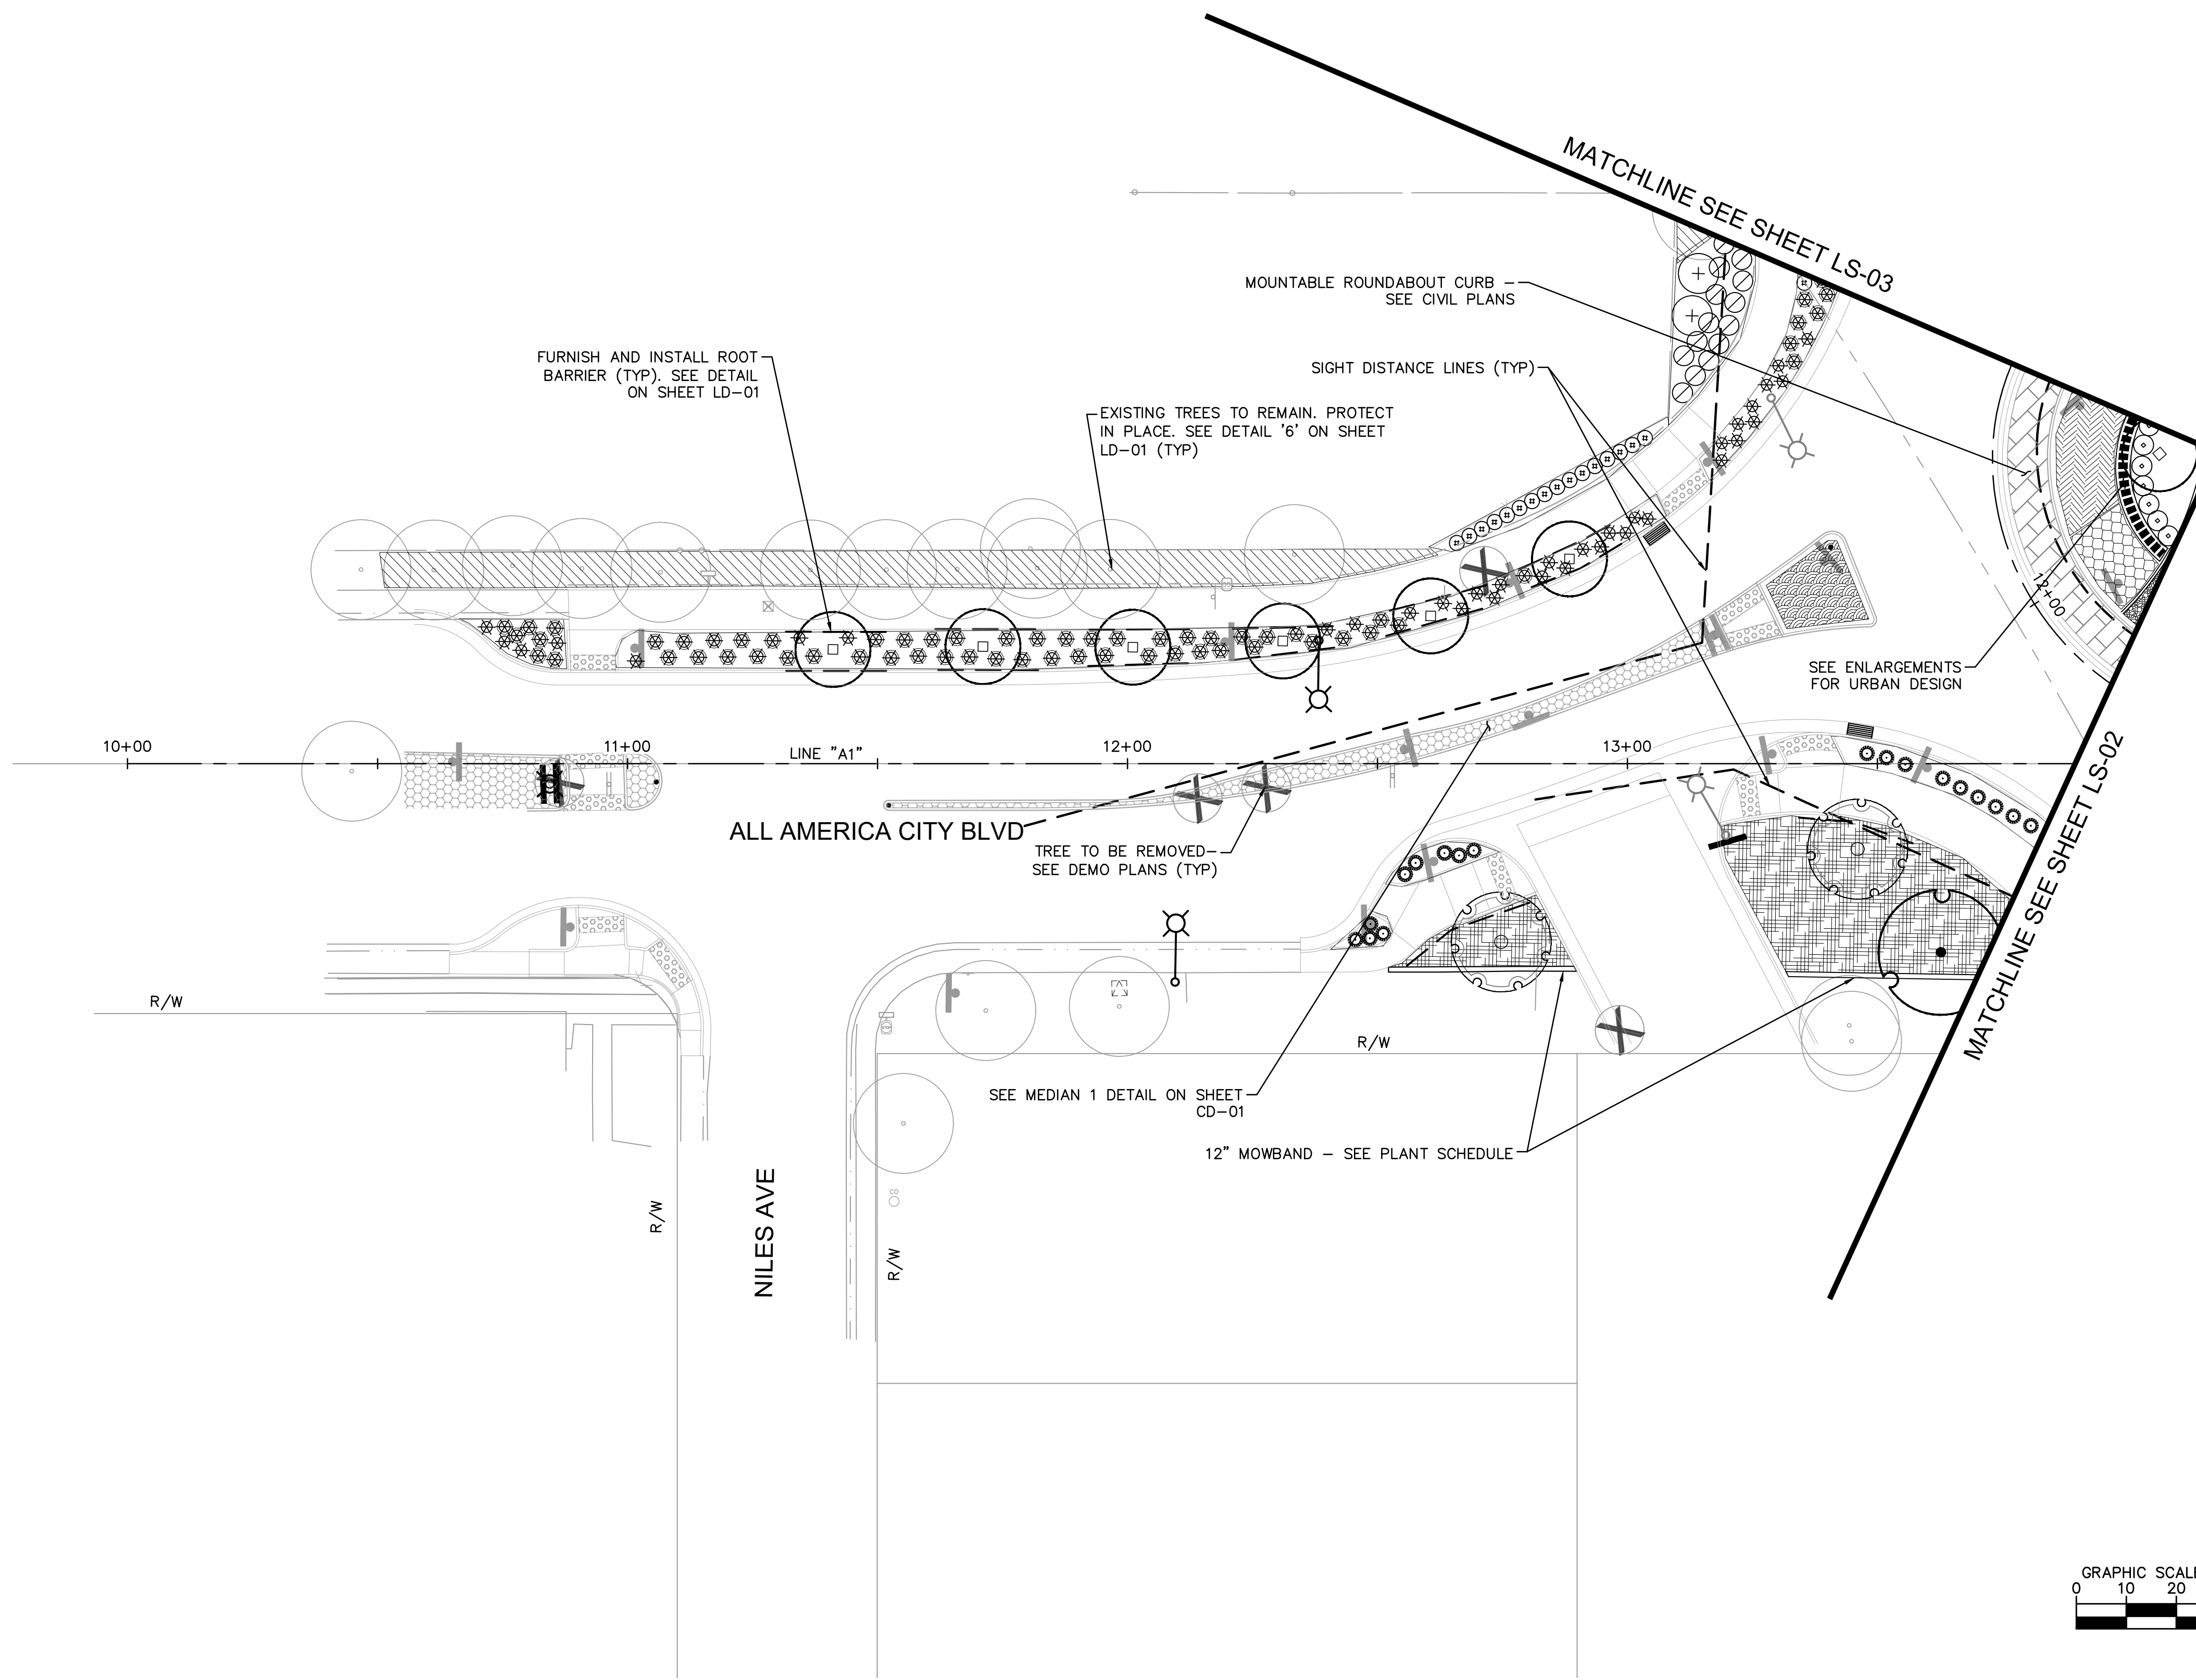 MATCHLINE SEE SHEET LS-03
MOUNTABLE ROUNDABOUT CURB –
SEE CIVIL PLANS
FURNISH AND INSTALL ROOT
BARRIER (TYP). SEE DETAIL
ON SHEET LD-01
SIGHT DISTANCE LINES (TYP)
EXISTING TREES TO REMAIN. PROTECT
IN PLACE. SEE DETAIL '6' ON SHEET
LD-01 (TYP)
12+00
SEE ENLARGEMENTS
FOR URBAN DESIGN
10+00
11+00
LINE "A1"
12+00
13+00
ALL AMERICA CITY BLVD
TREE TO BE REMOVED–
SEE DEMO PLANS (TYP)
MATCHLINE SEE SHEET LS-02
R/W
R/W
SEE MEDIAN 1 DETAIL ON SHEET
CD-01
12" MOWBAND – SEE PLANT SCHEDULE
NILES AVE
R/W
R/W
CO
GRAPHIC SCALE
0 10 20